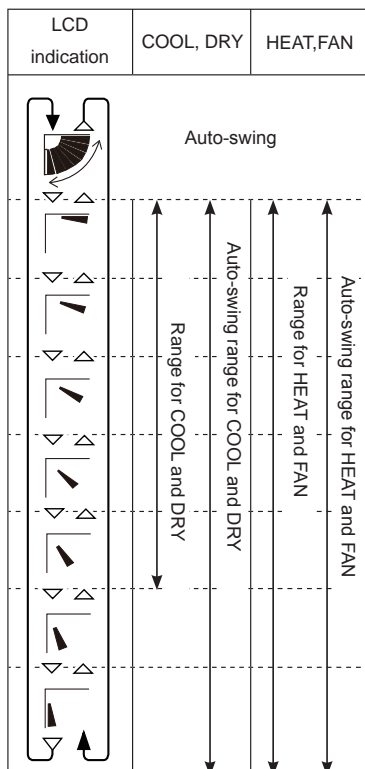 LCD
indication
COOL, DRY
HEAT,FAN
Auto-swing
Range for COOL and DRY
Auto-swing range for COOL and DRY
Range for HEAT and FAN
Auto-swing range for HEAT and FAN